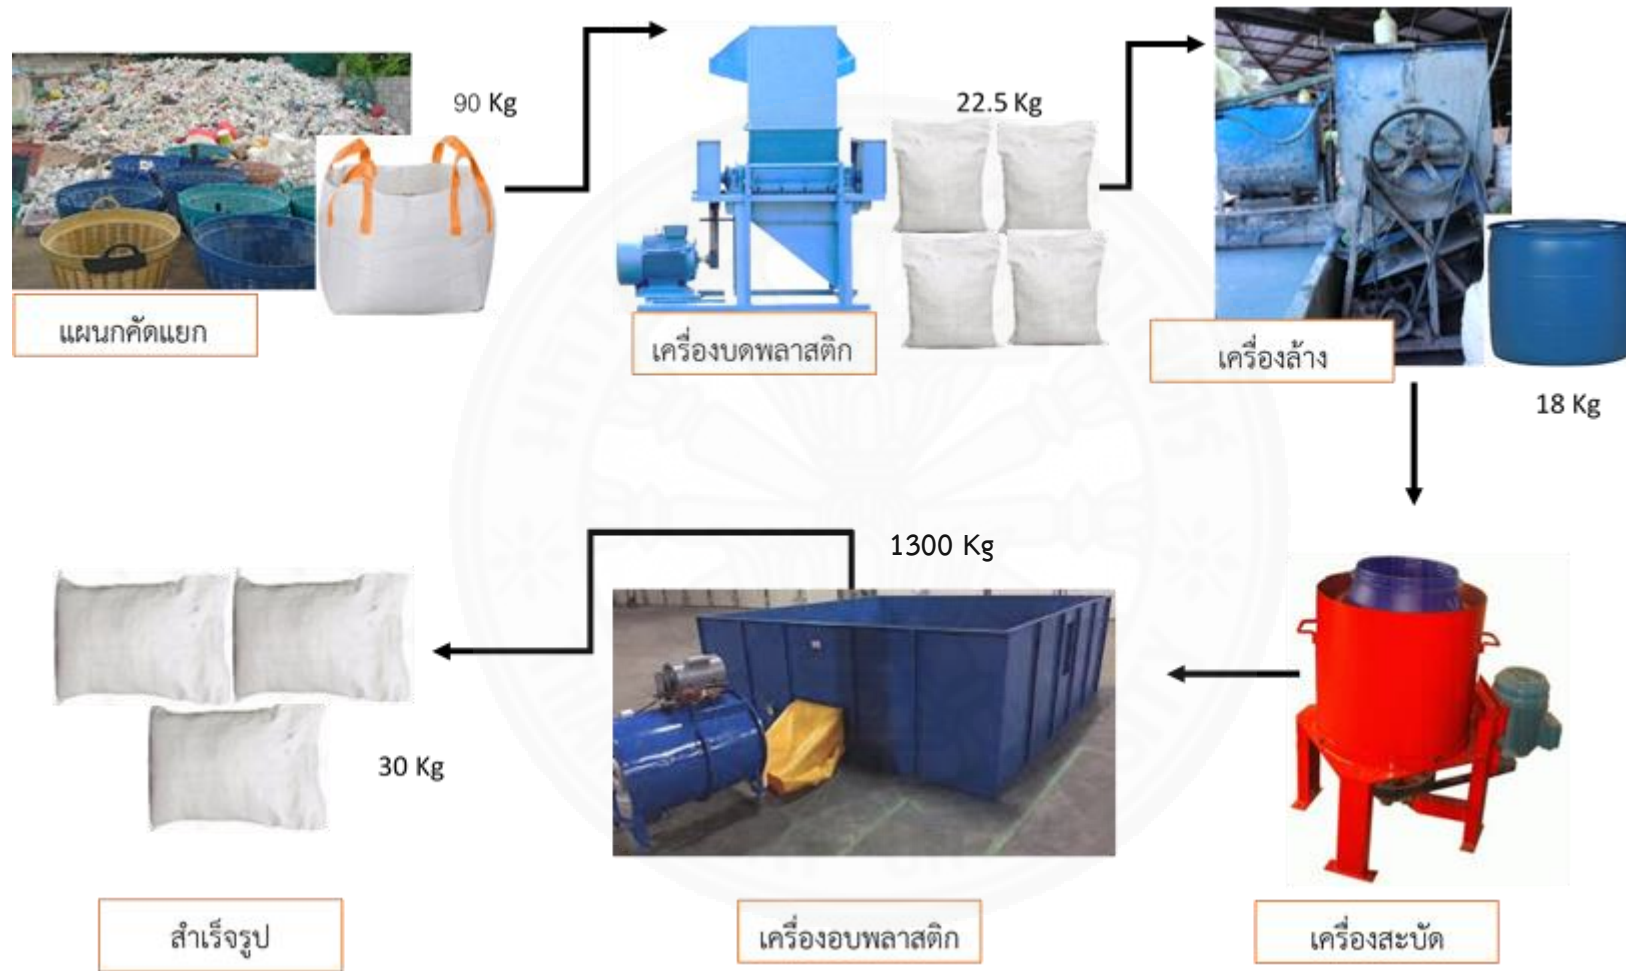 90 Kg
22.5 Kg
แผนกคัดแยก
เครื่องบดพลาสติก
เครื่องล้าง
18 Kg
1300 Kg
30 Kg
สำเร็จรูป
เครื่องอบพลาสติก
เครื่องสะบัด